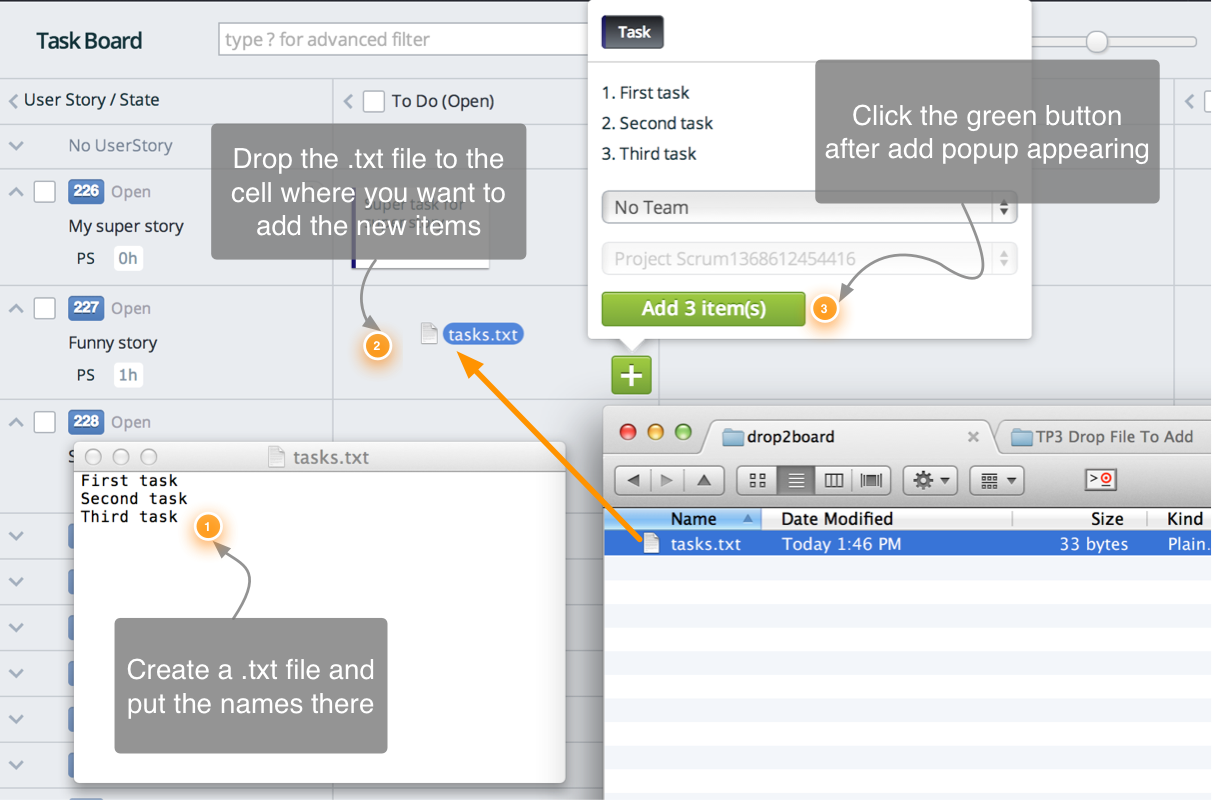 Task Board
type ? for advanced filter
Task
User Story / State
To Do (Open)
1. First task
2. Second task
3. Third task
Click the green button
after add popup appearing
No UserStory
Drop the .txt file to the
cell where you want to
add the new items
226 Open
My super story
PS 0h
Super task for
No Team
Project Scrum1368612454416
Add 3 item(s)
3
227 Open
Funny story
PS 1h
2
tasks.txt
+
228 Open
tasks.txt
First task
Second task
Third task
1
Create a .txt file and
put the names there
drop2board
TP3 Drop File To Add
Name Date Modified Size Kind
tasks.txt Today 1:46 PM 33 bytes Plain.